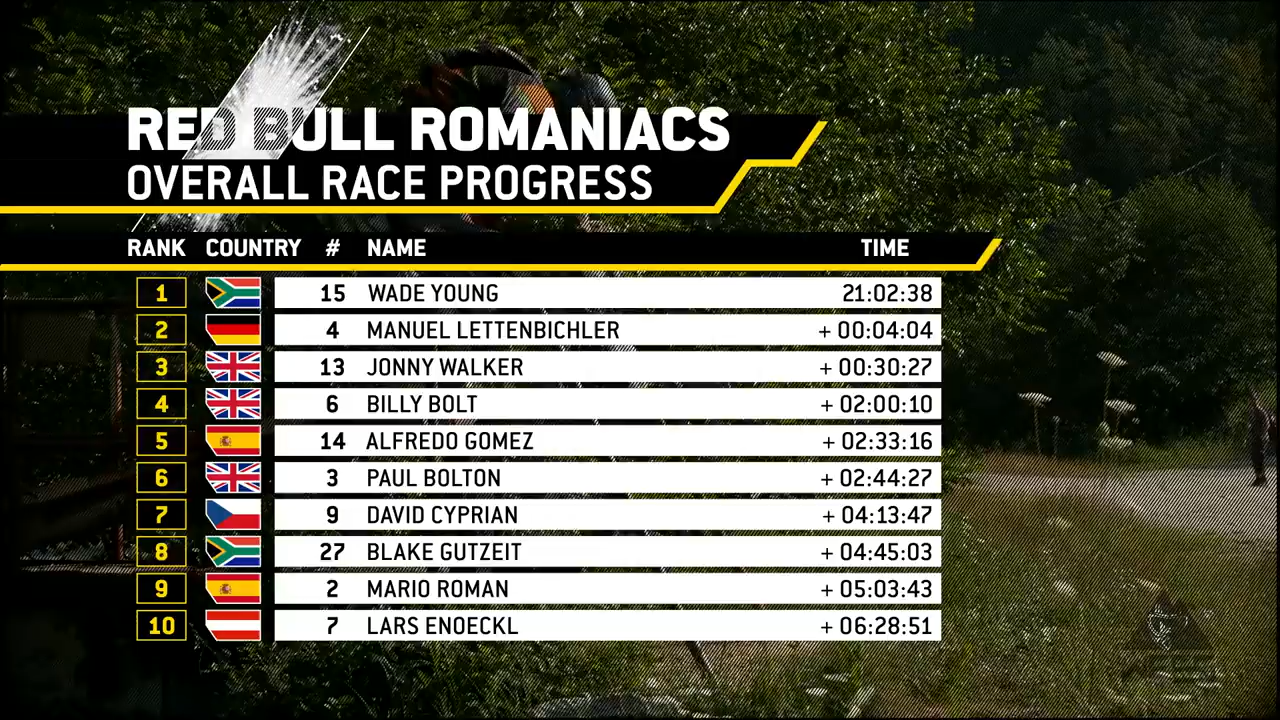 RED BULL ROMANIACS
OVERALL RACE PROGRESS
RANK COUNTRY # NAME TIME
1 15 WADE YOUNG 21:02:38
2 4 MANUEL LETTENBICHLER + 00:04:04
3 13 JONNY WALKER + 00:30:27
4 6 BILLY BOLT + 02:00:10
5 14 ALFREDO GOMEZ + 02:33:16
6 3 PAUL BOLTON + 02:44:27
7 9 DAVID CYPRIAN + 04:13:47
8 27 BLAKE GUTZEIT + 04:45:03
9 2 MARIO ROMAN + 05:03:43
10 7 LARS ENOECKL + 06:28:51